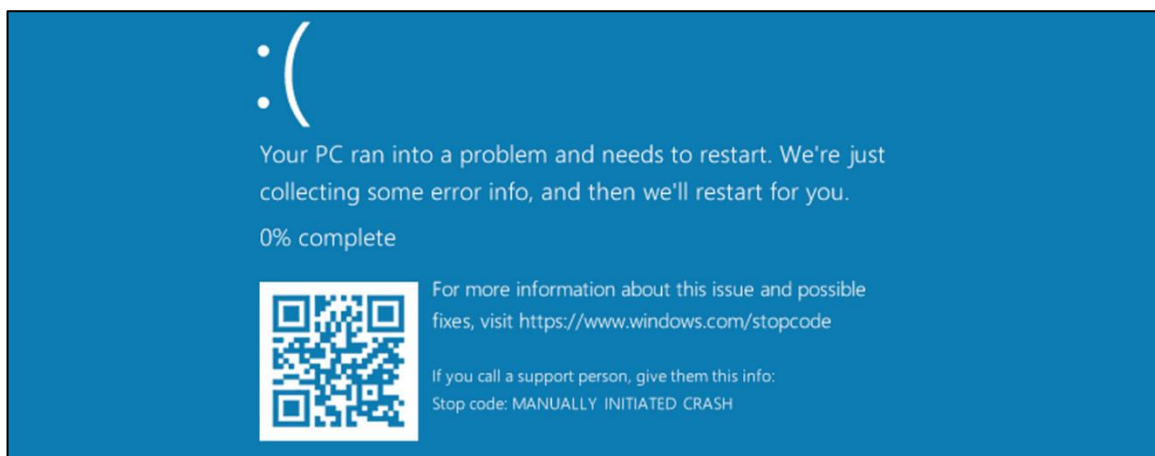 :(
Your PC ran into a problem and needs to restart. We're just
collecting some error info, and then we'll restart for you.
0% complete
For more information about this issue and possible
fixes, visit https://www.windows.com/stopcode
If you call a support person, give them this info:
Stop code: MANUALLY INITIATED CRASH